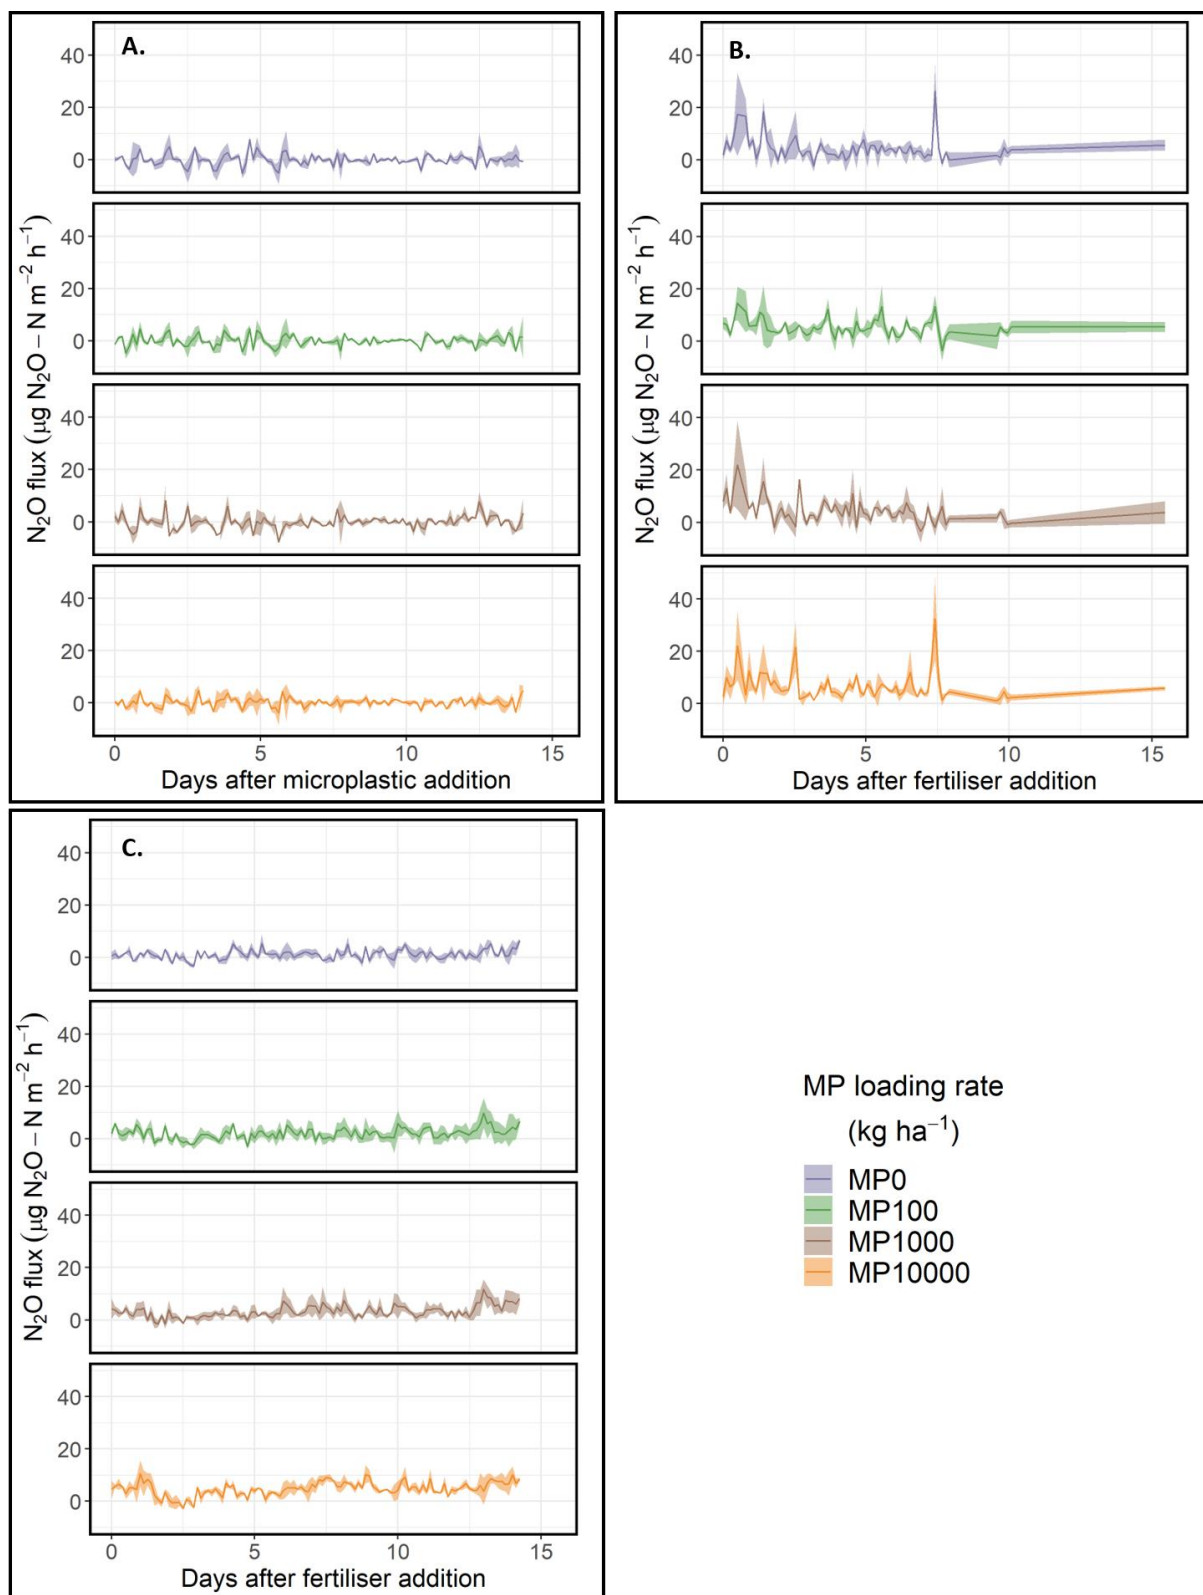 A.
40
20
0
40
20
0
40
20
0
40
20
0
N₂O flux (µg N₂O − N m⁻² h⁻¹)
0 5 10 15
Days after microplastic addition
B.
40
20
0
40
20
0
40
20
0
40
20
0
N₂O flux (µg N₂O − N m⁻² h⁻¹)
0 5 10 15
Days after fertiliser addition
C.
40
20
0
40
20
0
40
20
0
40
20
0
N₂O flux (µg N₂O − N m⁻² h⁻¹)
0 5 10 15
Days after fertiliser addition
MP loading rate
(kg ha⁻¹)
MP0
MP100
MP1000
MP10000